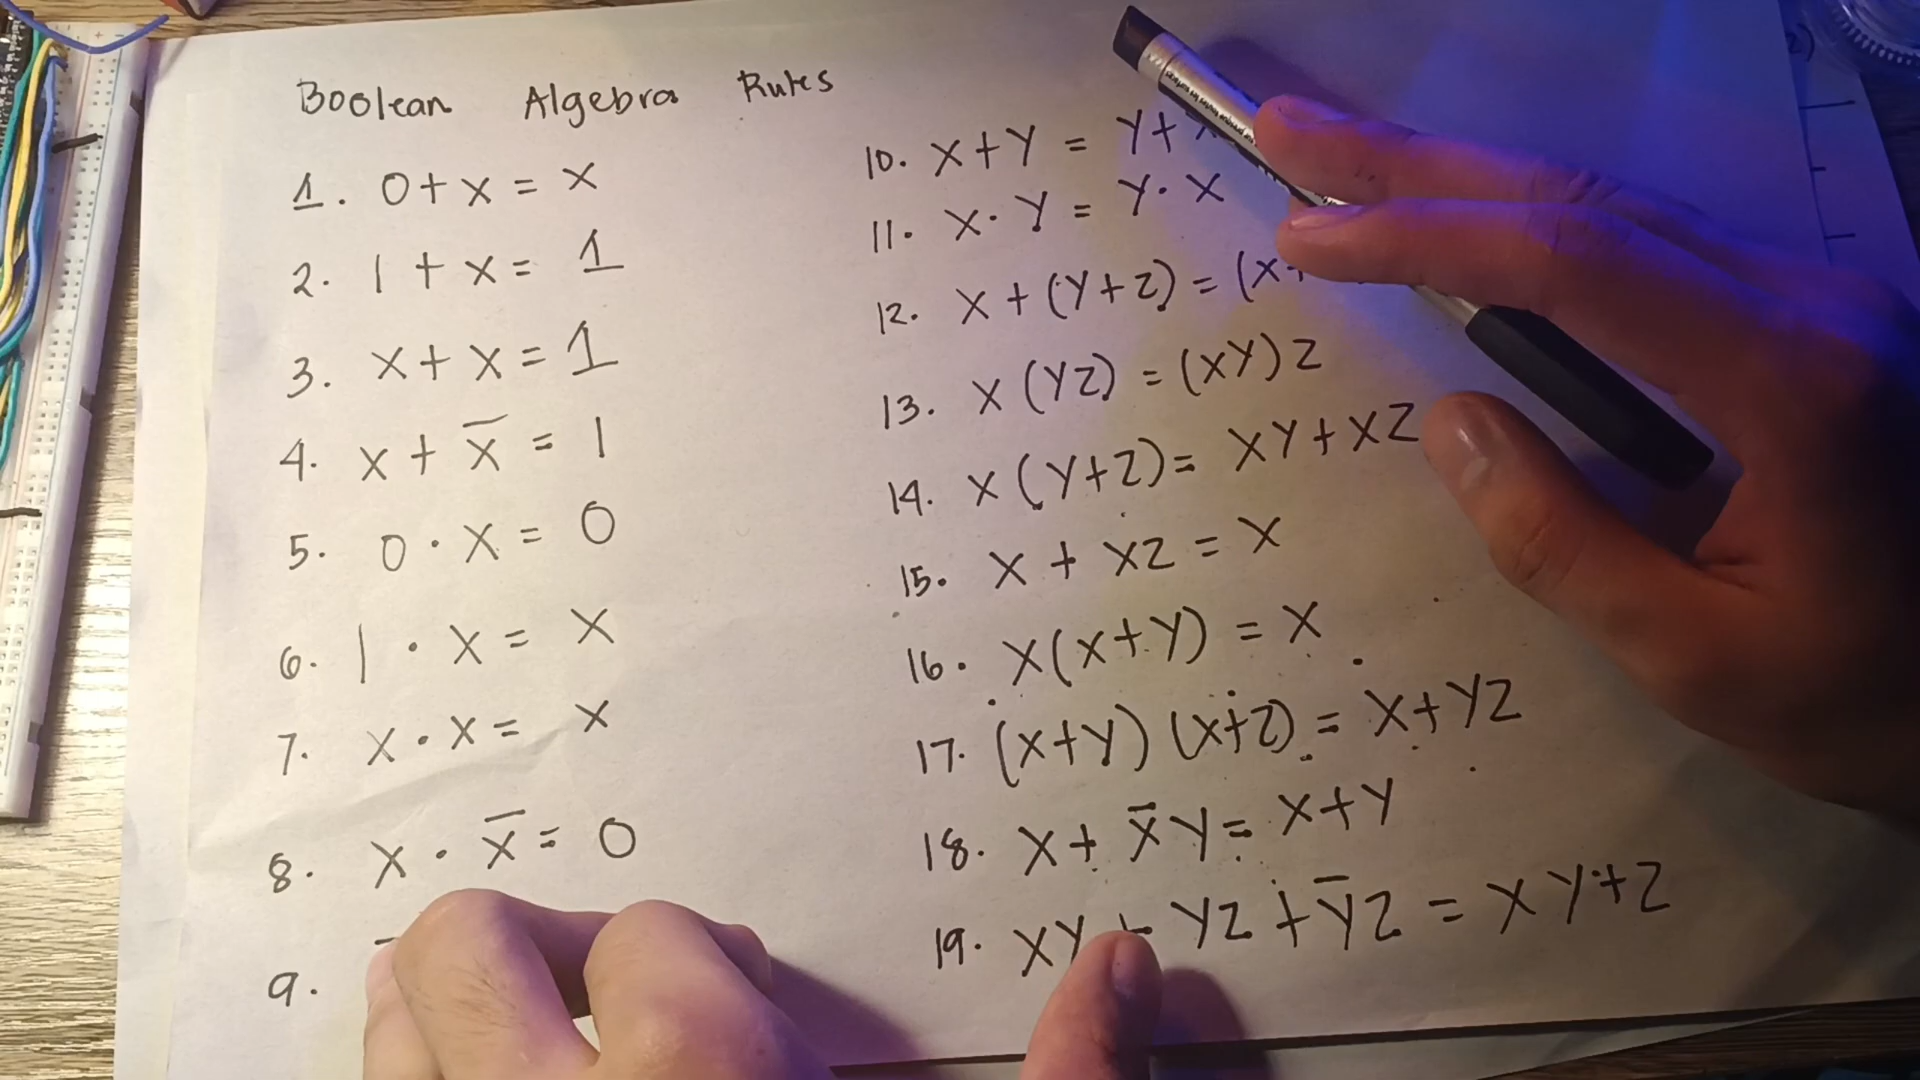 Boolean Algebra Rules
1. 0 + x = x
2. 1 + x = 1
3. x + x = 1
4. x + x̅ = 1
5. 0 · x = 0
6. 1 · x = x
7. x · x = x
8. x · x̅ = 0
9.
10. x + y = y +
11. x · y = y · x
12. x + (y + z) = (x +
13. x (yz) = (xy) z
14. x (y + z) = xy + xz
15. x + xz = x
16. x(x + y) = x
17. (x + y) (x + z) = x + yz
18. x + x̅y = x + y
19. xy + yz + y̅z = xy + z